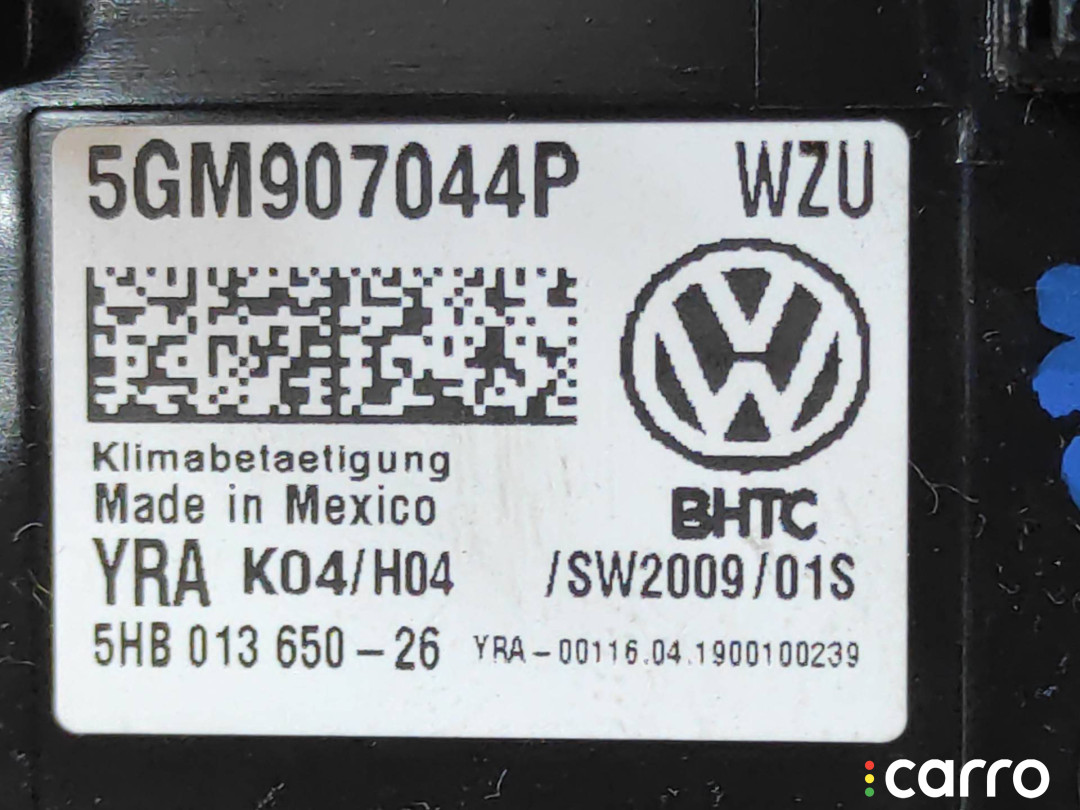 5GM907044P WZU
Klimabetaetigung
Made in Mexico
BHTC
YRA K04/H04 /SW2009/01S
5HB 013 650-26 YRA-00116.04.1900100239
carro